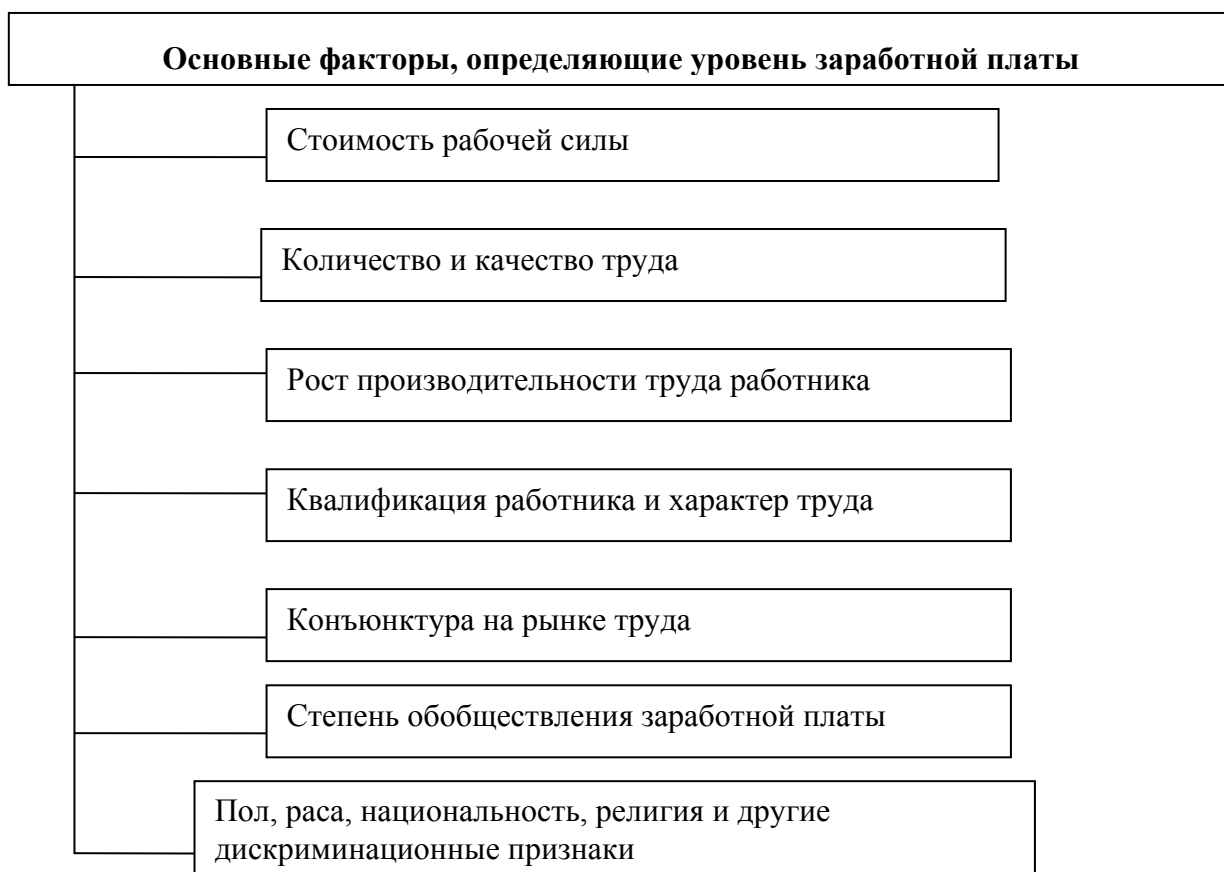 Основные факторы, определяющие уровень заработной платы
Стоимость рабочей силы
Количество и качество труда
Рост производительности труда работника
Квалификация работника и характер труда
Конъюнктура на рынке труда
Степень обобществления заработной платы
Пол, раса, национальность, религия и другие
дискриминационные признаки